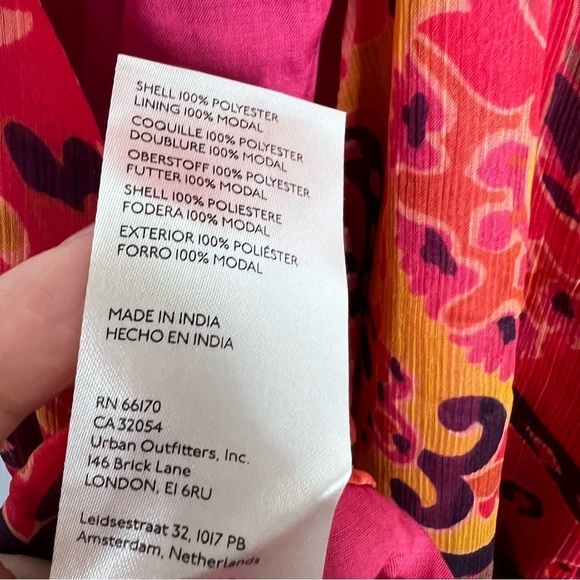 SHELL 100% POLYESTER
LINING 100% MODAL
COQUILLE 100% POLYESTER
DOUBLURE 100% MODAL
OBERSTOFF 100% POLYESTER
FUTTER 100% MODAL
SHELL 100% POLIESTERE
FODERA 100% MODAL
EXTERIOR 100% POLIÉSTER
FORRO 100% MODAL
MADE IN INDIA
HECHO EN INDIA
RN 66170
CA 32054
Urban Outfitters, Inc.
146 Brick Lane
LONDON, E1 6RU
Leidsestraat 32, 1017 PB
Amsterdam, Netherlands